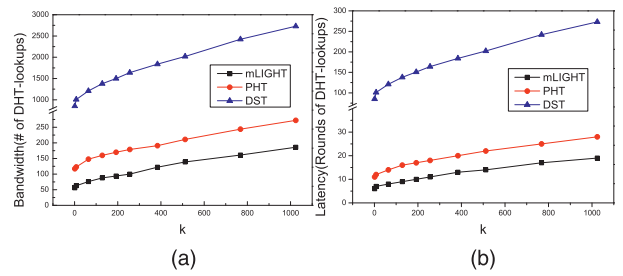 3000
2500
2000
1500
1000
250
200
150
100
50
0
Bandwidth(# of DHT-lookups)
mLIGHT
PHT
DST
0 200 400 600 800 1000
k
(a)
300
250
200
150
100
30
20
10
0
Latency(Rounds of DHT-lookups)
mLIGHT
PHT
DST
0 200 400 600 800 1000
k
(b)